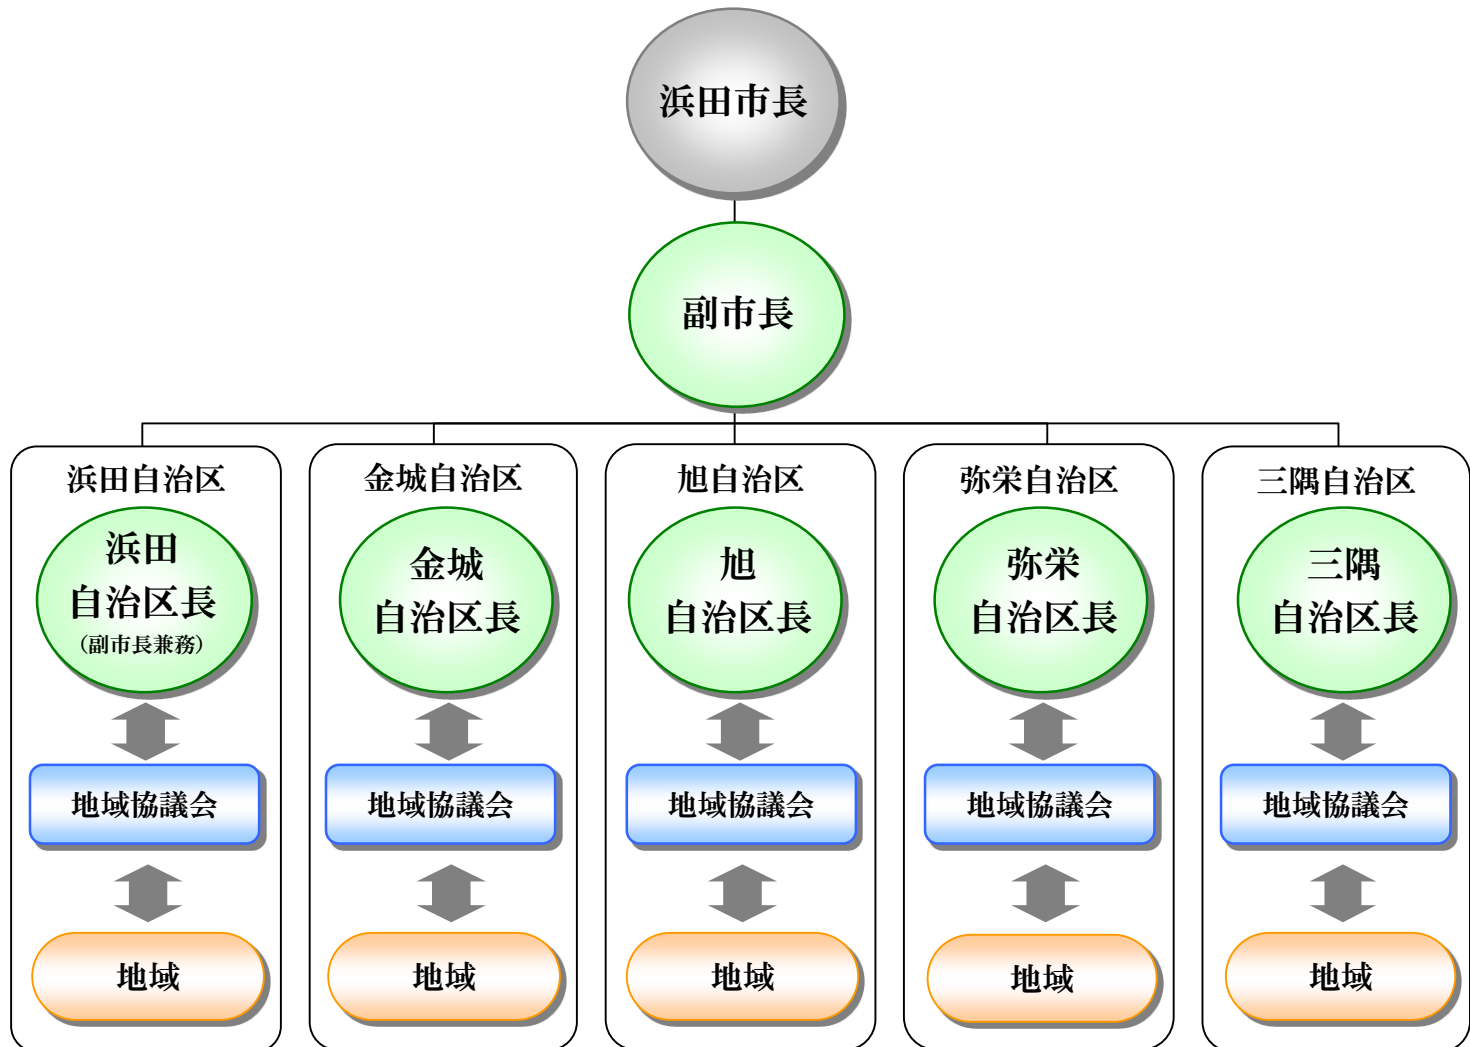 浜田市長
副市長
浜田自治区
浜田
自治区長
（副市長兼務）
地域協議会
地域
金城自治区
金城
自治区長
地域協議会
地域
旭自治区
旭
自治区長
地域協議会
地域
弥栄自治区
弥栄
自治区長
地域協議会
地域
三隅自治区
三隅
自治区長
地域協議会
地域